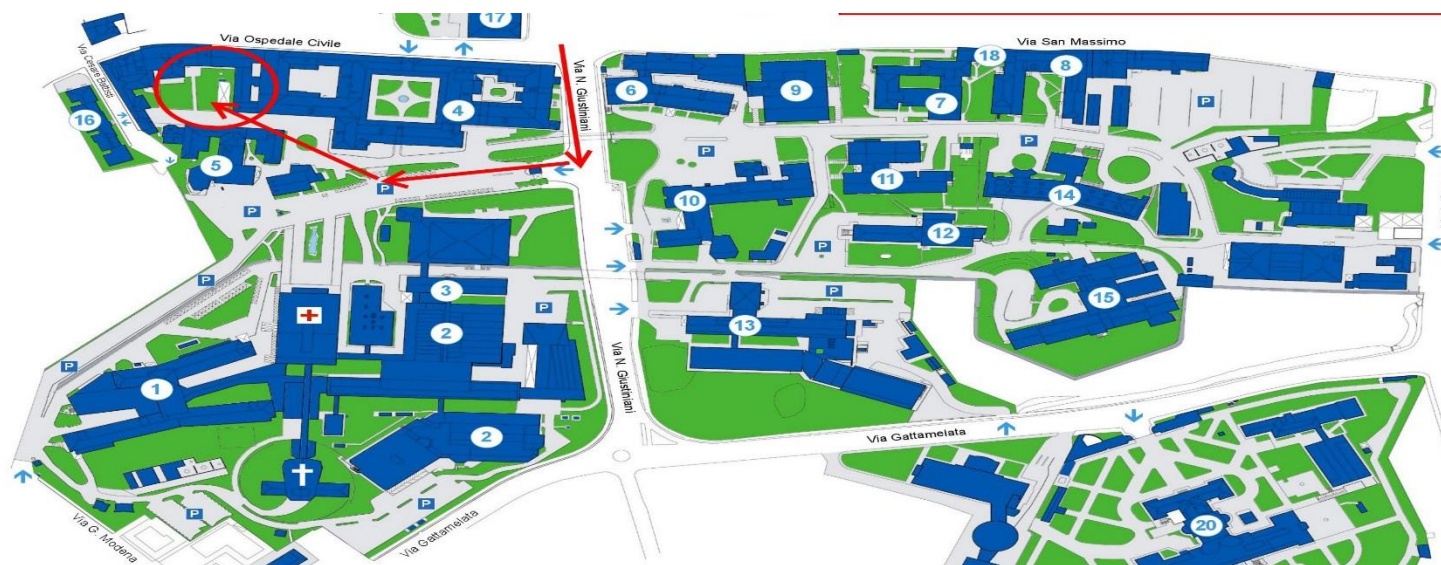 17
Via Ospedale Civile
Via San Massimo
Via Cesare Battisti
Via N. Giustiniani
18
8
6
9
7
4
P
16
5
P
P
11
10
14
P
12
P
P
3
15
P
P
13
2
P
1
Via N. Giustiniani
2
Via Gattamelata
P
P
Via G. Modena
Via Gattamelata
20